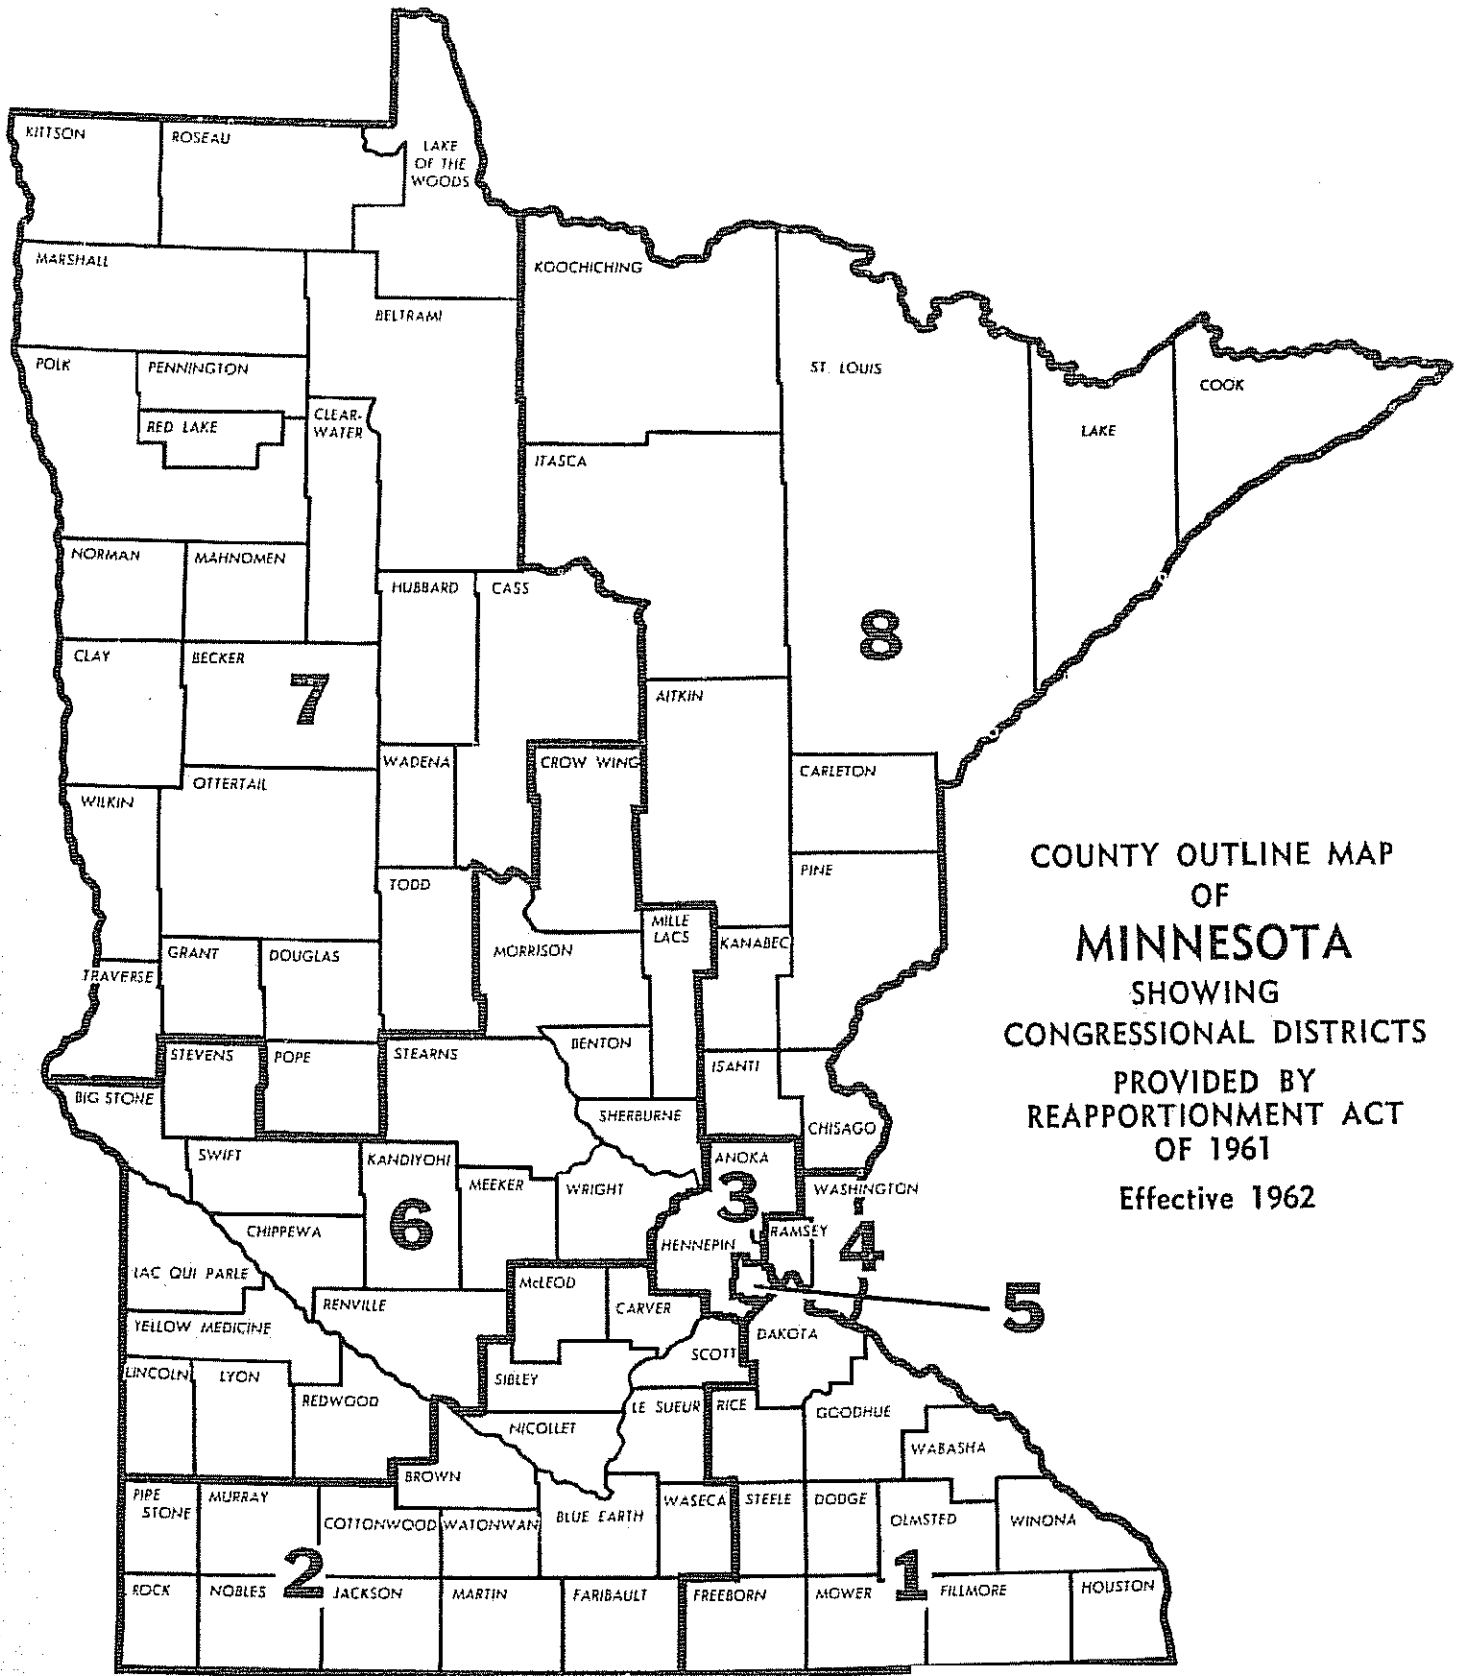 KITTSON
ROSEAU
LAKE
OF THE
WOODS
MARSHALL
KOOCHICHING
BELTRAMI
POLK
PENNINGTON
ST. LOUIS
COOK
CLEAR-
WATER
RED LAKE
LAKE
ITASCA
NORMAN
MAHNOMEN
HUBBARD
CASS
8
CLAY
BECKER
7
AITKIN
WADENA
CROW WING
CARLETON
OTTERTAIL
WILKIN
COUNTY OUTLINE MAP
OF
MINNESOTA
SHOWING
CONGRESSIONAL DISTRICTS
PROVIDED BY
REAPPORTIONMENT ACT
OF 1961
Effective 1962
PINE
TODD
MILLE
LACS
KANABEC
MORRISON
GRANT
DOUGLAS
TRAVERSE
STEVENS
POPE
STEARNS
BENTON
ISANTI
BIG STONE
SHERBURNE
CHISAGO
SWIFT
KANDIYOHI
ANOKA
MEEKER
WRIGHT
3
WASHINGTON
6
CHIPPEWA
HENNEPIN
RAMSEY
4
LAC QUI PARLE
McLEOD
RENVILLE
CARVER
5
YELLOW MEDICINE
DAKOTA
SCOTT
LINCOLN
LYON
SIBLEY
REDWOOD
LE SUEUR
RICE
GOODHUE
NICOLLET
WABASHA
BROWN
PIPE
STONE
MURRAY
WASECA
STEELE
DODGE
COTTONWOOD
WATONWAN
BLUE EARTH
OLMSTED
WINONA
2
1
ROCK
NOBLES
JACKSON
MARTIN
FARIBAULT
FREEBORN
MOWER
FILLMORE
HOUSTON